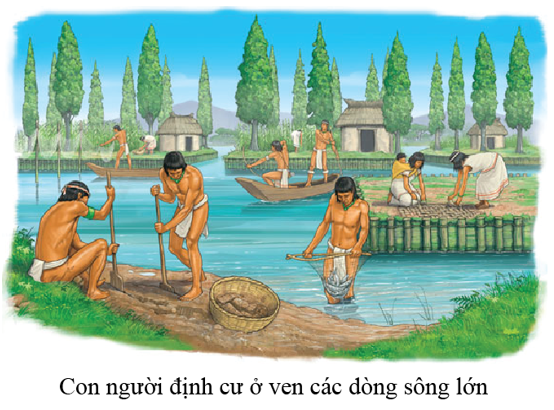 Con người định cư ở ven các dòng sông lớn